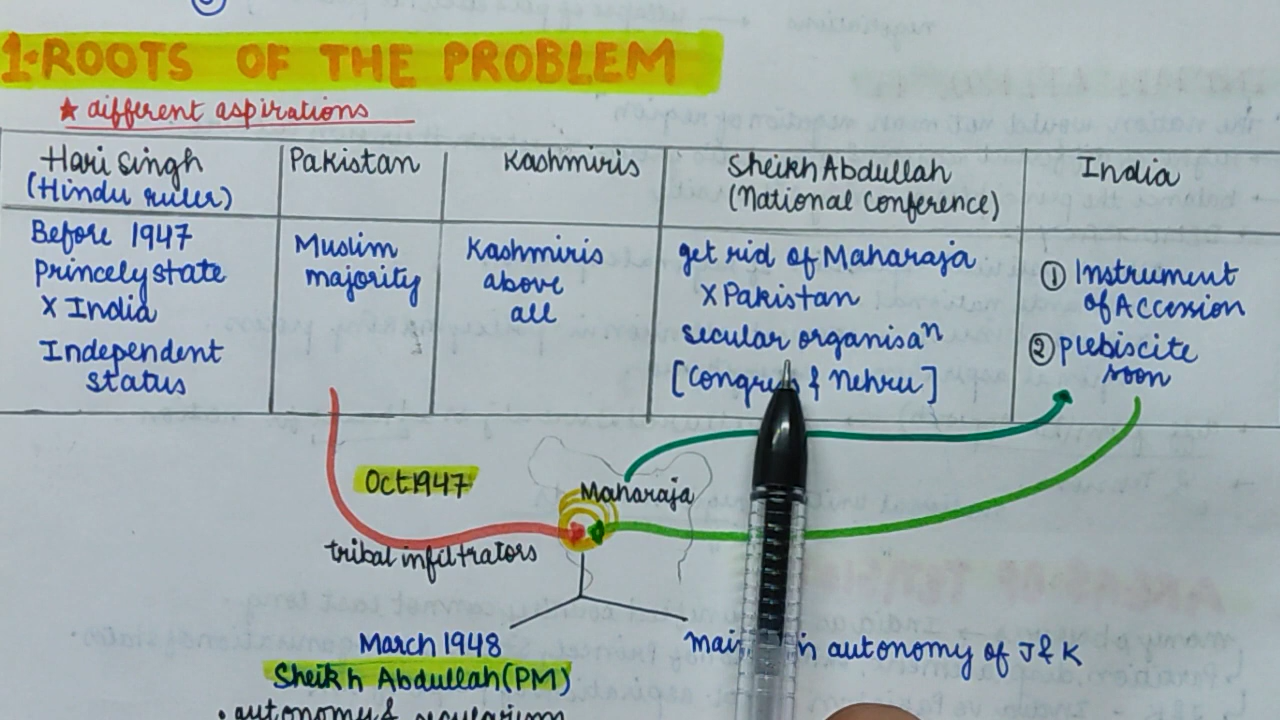 1. ROOTS OF THE PROBLEM
★ different aspirations
Hari Singh
(Hindu ruler)
Pakistan
Kashmiris
Sheikh Abdullah
(National Conference)
India
Before 1947
Princely state
X India
Independent
status
Muslim
majority
Kashmiris
above
all
get rid of Maharaja
X Pakistan
secular organisaⁿ
[Congress & Nehru]
① Instrument
of Accession
② Plebiscite
soon
Oct 1947
Maharaja
tribal infiltrators
March 1948
Sheikh Abdullah (PM)
• autonomy & secularism
autonomy of J & K